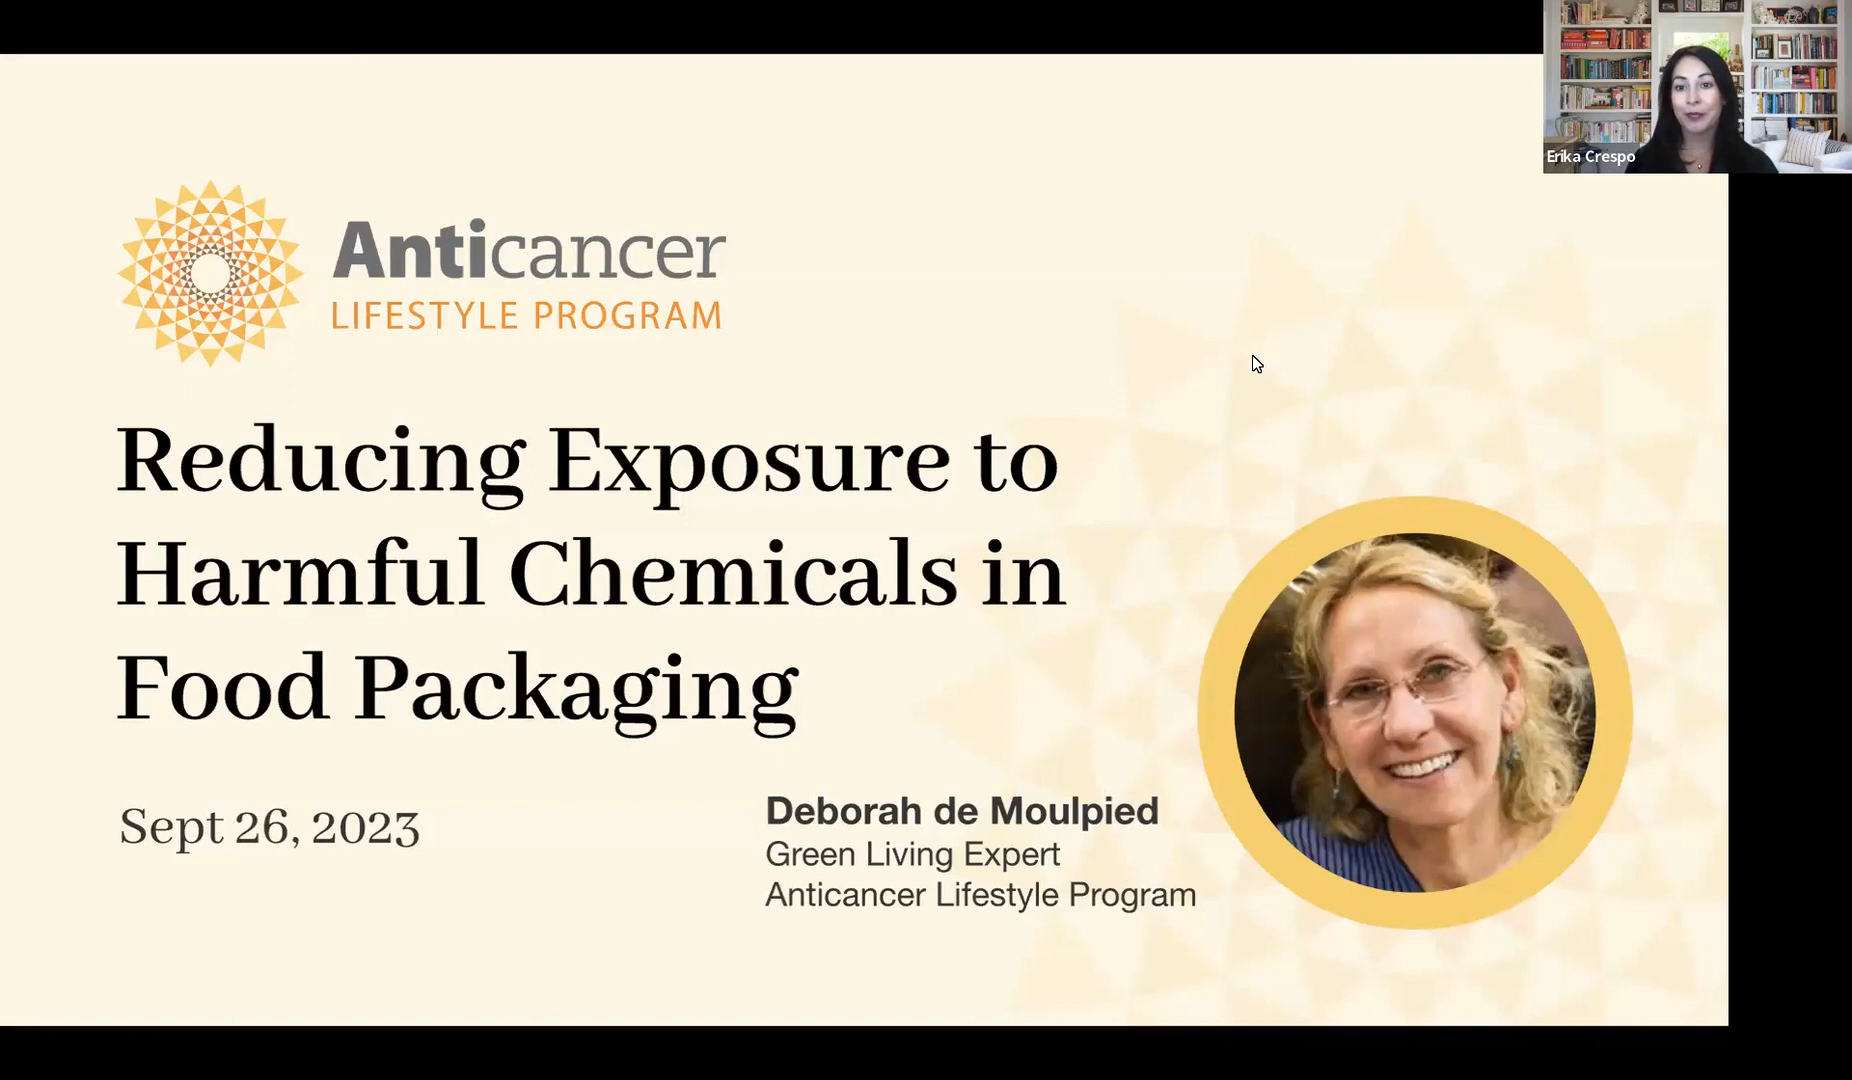 Erika Crespo
Anticancer
LIFESTYLE PROGRAM
Reducing Exposure to
Harmful Chemicals in
Food Packaging
Sept 26, 2023
Deborah de Moulpied
Green Living Expert
Anticancer Lifestyle Program